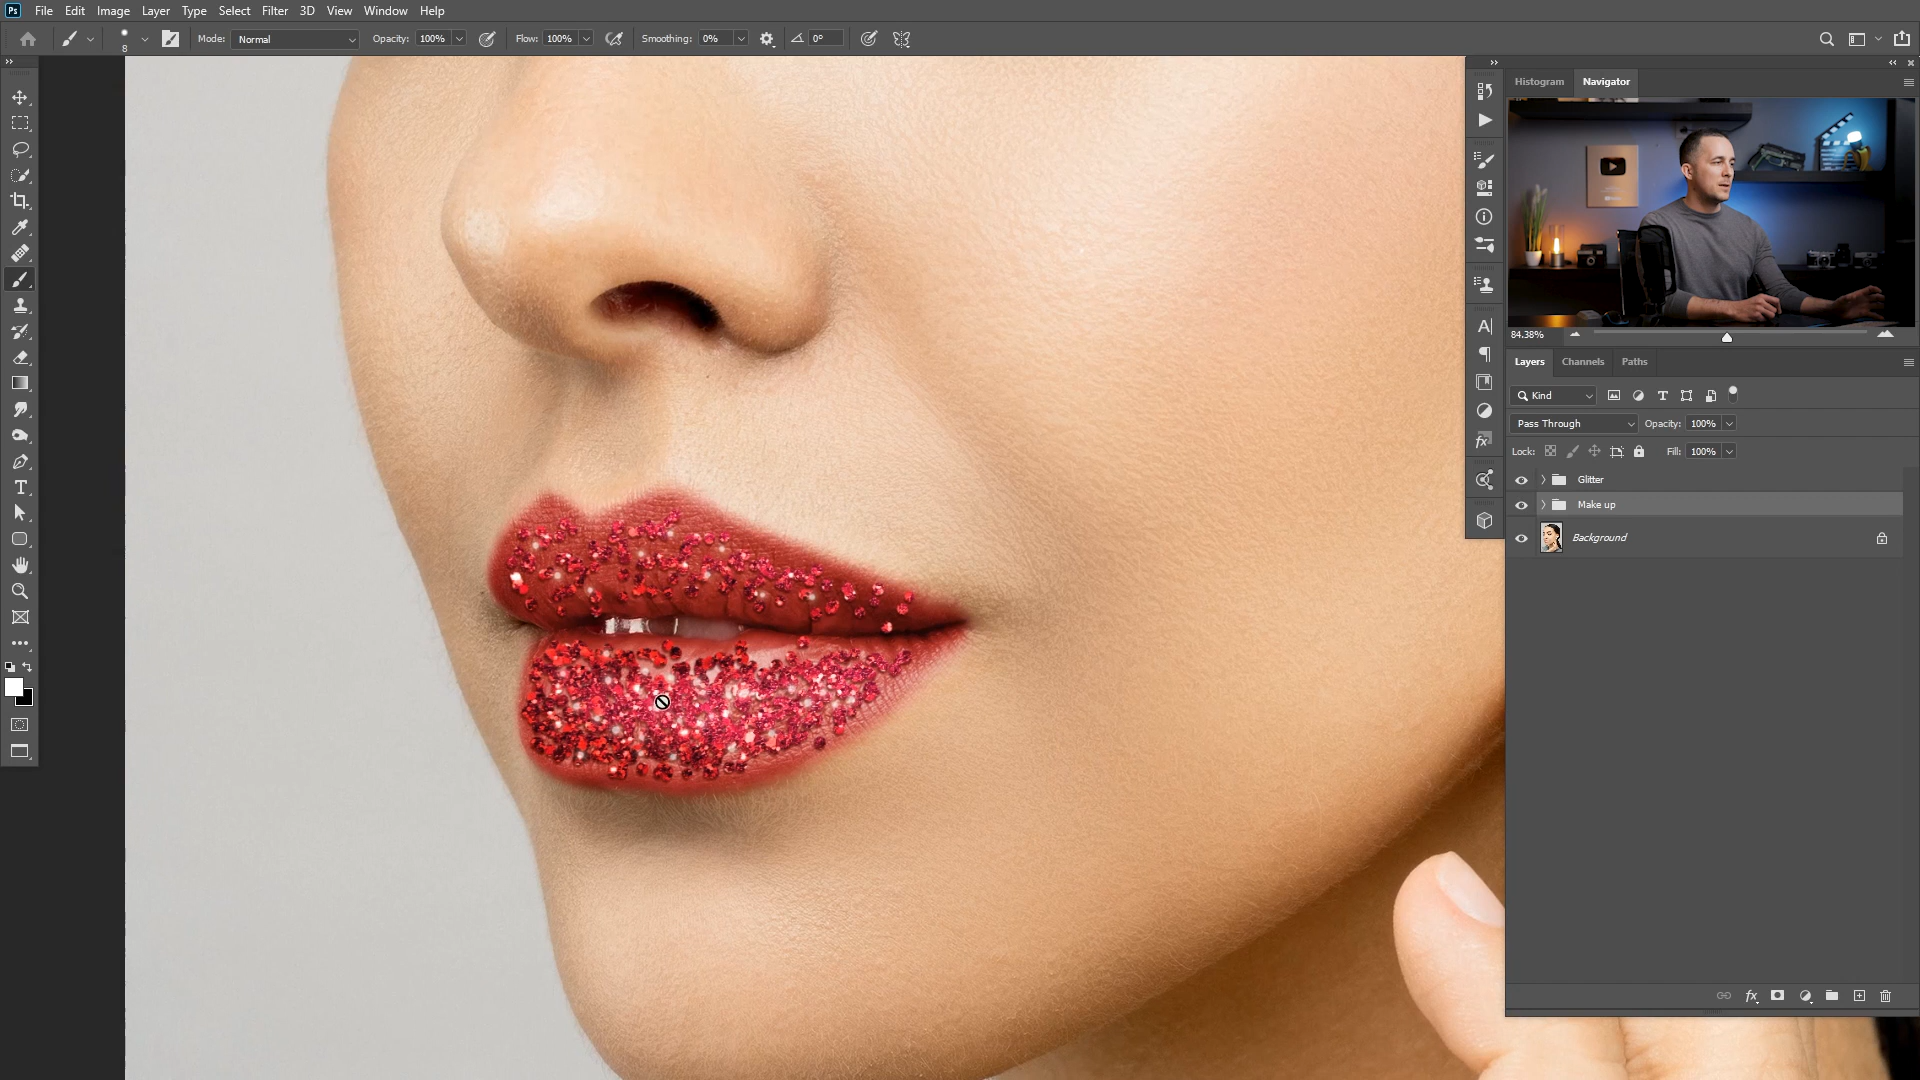 Ps File Edit Image Layer Type Select Filter 3D View Window Help
8 Mode: Normal Opacity: 100% Flow: 100% Smoothing: 0% 0°
Histogram Navigator
84.38%
Layers Channels Paths
Kind
Pass Through Opacity: 100%
Lock: Fill: 100%
Glitter
Make up
Background